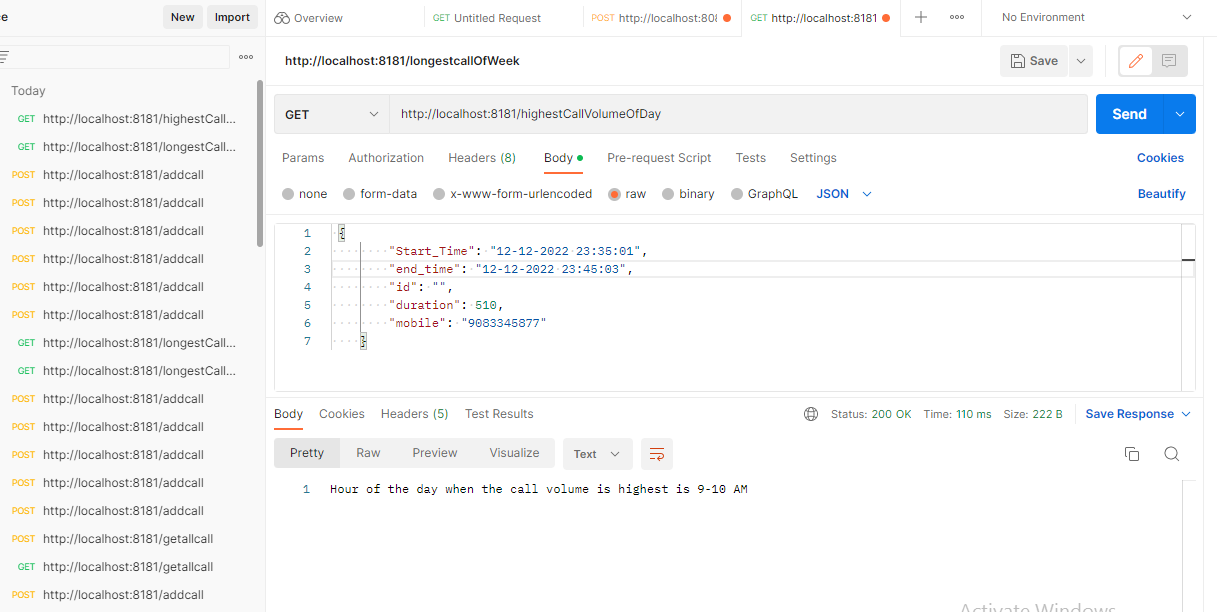 e New Import Overview GET Untitled Request POST http://localhost:808 GET http://localhost:8181 No Environment
http://localhost:8181/longestcallOfWeek Save
Today
GET http://localhost:8181/highestCall...
GET http://localhost:8181/longestCall...
POST http://localhost:8181/addcall
POST http://localhost:8181/addcall
POST http://localhost:8181/addcall
POST http://localhost:8181/addcall
POST http://localhost:8181/addcall
POST http://localhost:8181/addcall
GET http://localhost:8181/longestCall...
GET http://localhost:8181/longestCall...
POST http://localhost:8181/addcall
POST http://localhost:8181/addcall
POST http://localhost:8181/addcall
POST http://localhost:8181/addcall
POST http://localhost:8181/addcall
POST http://localhost:8181/getallcall
GET http://localhost:8181/getallcall
POST http://localhost:8181/addcall
GET http://localhost:8181/highestCallVolumeOfDay Send
Params Authorization Headers (8) Body Pre-request Script Tests Settings Cookies
none form-data x-www-form-urlencoded raw binary GraphQL JSON Beautify
1 {
2 "Start_Time": "12-12-2022 23:35:01",
3 "end_time": "12-12-2022 23:45:03",
4 "id": "",
5 "duration": 510,
6 "mobile": "9083345877"
7 }
Body Cookies Headers (5) Test Results Status: 200 OK Time: 110 ms Size: 222 B Save Response
Pretty Raw Preview Visualize Text
1 Hour of the day when the call volume is highest is 9-10 AM
Activate Windows